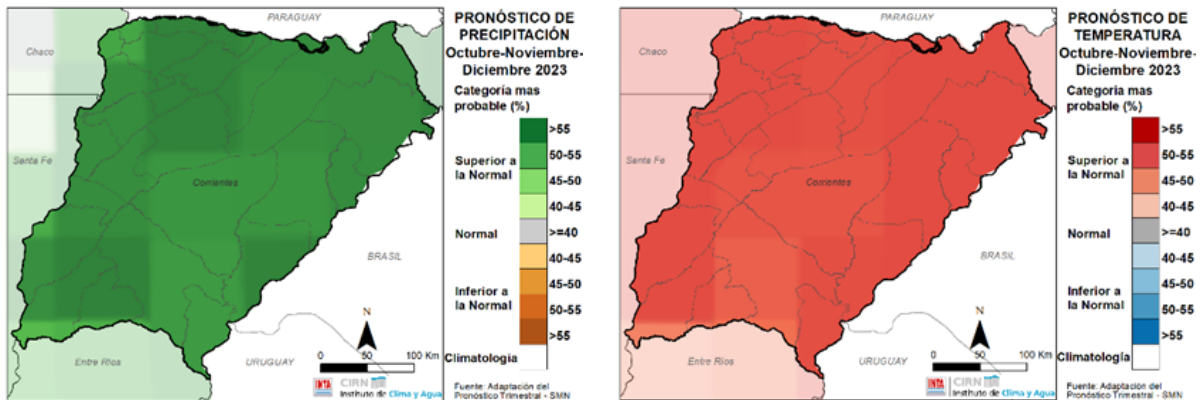 PRONÓSTICO DE
PRECIPITACIÓN
Octubre-Noviembre-
Diciembre 2023
Categoría mas
probable (%)
>55
50-55
Superior a
la Normal
45-50
40-45
Normal
>=40
40-45
45-50
Inferior a
la Normal
50-55
>55
Climatología
Fuente: Adaptación del
Pronóstico Trimestral - SMN
PARAGUAY
Chaco
Santa Fe
Corrientes
BRASIL
Entre Ríos
URUGUAY
N
0 50 100 Km
INTA CIRN
Instituto de Clima y Agua
PRONÓSTICO DE
TEMPERATURA
Octubre-Noviembre-
Diciembre 2023
Categoría mas
probable (%)
>55
50-55
Superior a
la Normal
45-50
40-45
Normal
>=40
40-45
45-50
Inferior a
la Normal
50-55
>55
Climatología
Fuente: Adaptación del
Pronóstico Trimestral - SMN
PARAGUAY
Chaco
Santa Fe
Corrientes
BRASIL
Entre Ríos
URUGUAY
N
0 50 100 Km
INTA CIRN
Instituto de Clima y Agua